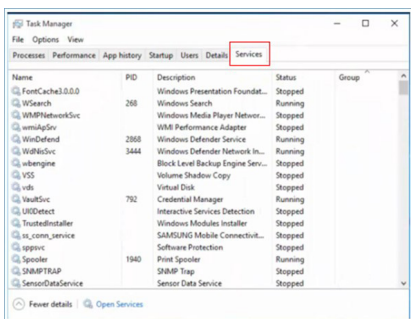 Task Manager
File Options View
Processes Performance App history Startup Users Details Services
Name PID Description Status Group
FontCache3.0.0.0 Windows Presentation Foundat... Stopped
WSearch 268 Windows Search Running
WMPNetworkSvc Windows Media Player Networ... Stopped
wmiApSrv WMI Performance Adapter Stopped
WinDefend 2868 Windows Defender Service Running
WdNisSvc 3444 Windows Defender Network In... Running
wbengine Block Level Backup Engine Serv... Stopped
VSS Volume Shadow Copy Stopped
vds Virtual Disk Stopped
VaultSvc 792 Credential Manager Running
UI0Detect Interactive Services Detection Stopped
TrustedInstaller Windows Modules Installer Stopped
ss_conn_service SAMSUNG Mobile Connectivit... Stopped
sppsvc Software Protection Stopped
Spooler 1940 Print Spooler Running
SNMPTRAP SNMP Trap Stopped
SensorDataService Sensor Data Service Stopped
Fewer details Open Services